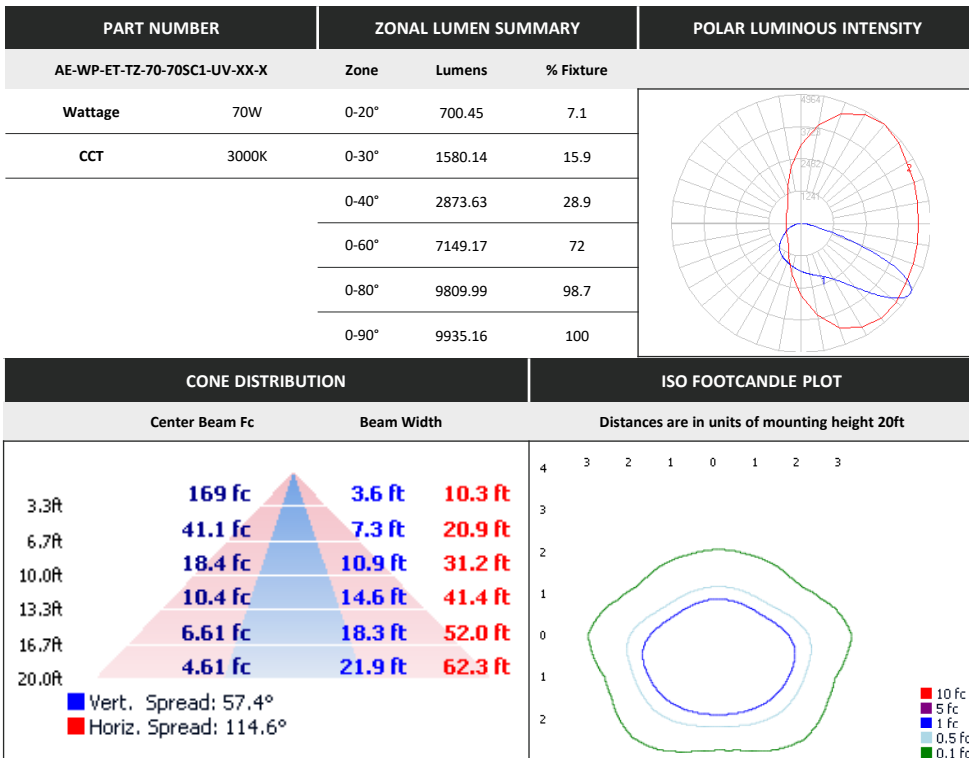 PART NUMBER
ZONAL LUMEN SUMMARY
POLAR LUMINOUS INTENSITY
AE-WP-ET-TZ-70-70SC1-UV-XX-X
Zone Lumens % Fixture
Wattage 70W
0-20° 700.45 7.1
CCT 3000K
0-30° 1580.14 15.9
0-40° 2873.63 28.9
0-60° 7149.17 72
0-80° 9809.99 98.7
0-90° 9935.16 100
4964
3723
2482
1241
2
1
CONE DISTRIBUTION
ISO FOOTCANDLE PLOT
Center Beam Fc Beam Width
Distances are in units of mounting height 20ft
3.3ft 169 fc 3.6 ft 10.3 ft
6.7ft 41.1 fc 7.3 ft 20.9 ft
10.0ft 18.4 fc 10.9 ft 31.2 ft
13.3ft 10.4 fc 14.6 ft 41.4 ft
16.7ft 6.61 fc 18.3 ft 52.0 ft
20.0ft 4.61 fc 21.9 ft 62.3 ft
Vert. Spread: 57.4°
Horiz. Spread: 114.6°
3 2 1 0 1 2 3
4
3
2
1
0
1
2
10 fc
5 fc
1 fc
0.5 fc
0.1 fc